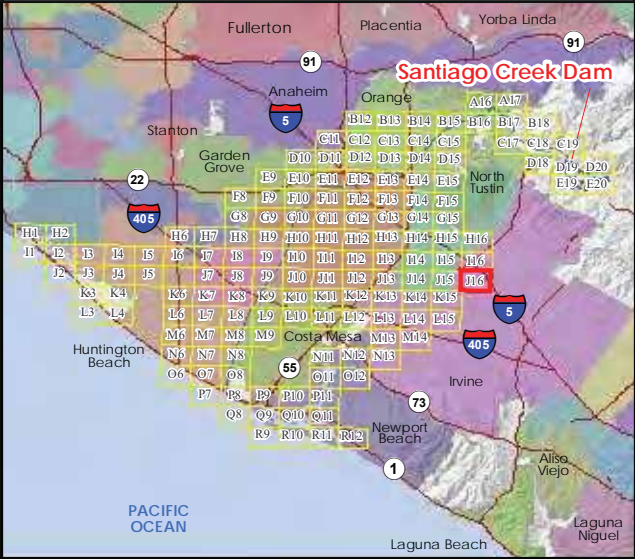 Fullerton
Placentia
Yorba Linda
91
91
Santiago Creek Dam
Anaheim
5
Orange
A16 A17
Stanton
B12 B13 B14 B15 B16 B17 B18
C11 C12 C13 C14 C15 C17 C18 C19
Garden
Grove
D10 D11 D12 D13 D14 D15 D18 D19 D20
22
E9 E10 E11 E12 E13 E14 E15 E19 E20
North
Tustin
405
F8 F9 F10 F11 F12 F13 F14 F15
G8 G9 G10 G11 G12 G13 G14 G15
H1 H2 H6 H7 H8 H9 H10 H11 H12 H13 H14 H15 H16
I1 I2 I3 I4 I5 I6 I7 I8 I9 I10 I11 I12 I13 I14 I15 I16
J2 J3 J4 J5 J7 J8 J9 J10 J11 J12 J13 J14 J15 J16
K3 K4 K6 K7 K8 K9 K10 K11 K12 K13 K14 K15
5
L3 L4 L6 L7 L8 L9 L10 L11 L12 L13 L14 L15
M6 M7 M8 M9 Costa Mesa M13 M14
405
Huntington
Beach
N6 N7 N8 N11 N12 N13
55
O6 O7 O8 O11 O12
Irvine
P7 P8 P9 P10 P11
73
Q8 Q9 Q10 Q11
R9 R10 R11 R12
Newport
Beach
1
Aliso
Viejo
PACIFIC
OCEAN
Laguna
Niguel
Laguna Beach